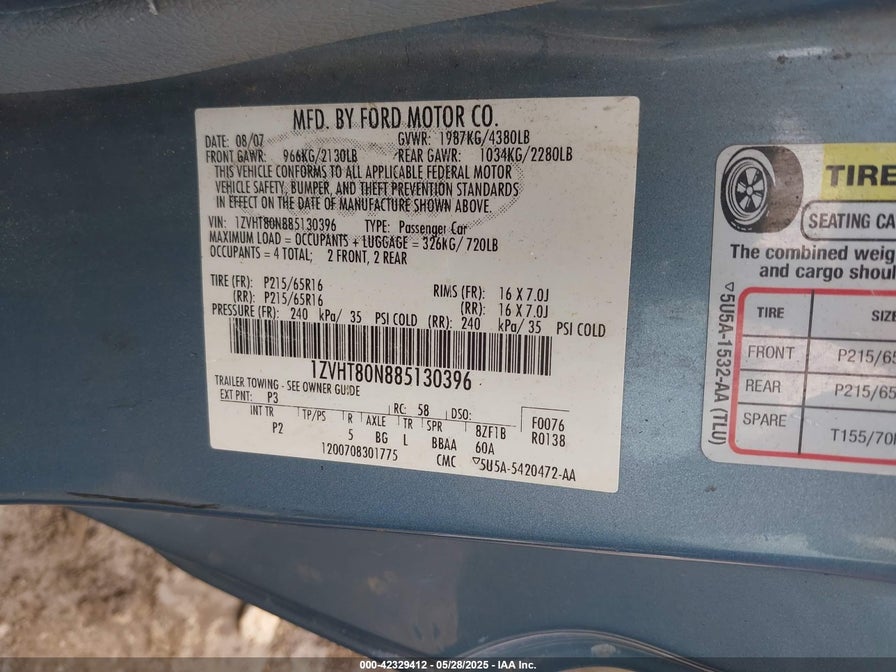 MFD. BY FORD MOTOR CO.
DATE: 08/07 GVWR: 1987KG/4380LB
FRONT GAWR: 966KG/2130LB REAR GAWR: 1034KG/2280LB
THIS VEHICLE CONFORMS TO ALL APPLICABLE FEDERAL MOTOR
VEHICLE SAFETY, BUMPER, AND THEFT PREVENTION STANDARDS
IN EFFECT ON THE DATE OF MANUFACTURE SHOWN ABOVE.
VIN: 1ZVHT80N885130396 TYPE: Passenger Car
MAXIMUM LOAD = OCCUPANTS + LUGGAGE = 326KG/720LB
OCCUPANTS = 4 TOTAL; 2 FRONT, 2 REAR
TIRE (FR): P215/65R16 RIMS (FR): 16 X 7.0J
(RR): P215/65R16 (RR): 16 X 7.0J
PRESSURE (FR): 240 kPa/ 35 PSI COLD (RR): 240 kPa/ 35 PSI COLD
1ZVHT80N885130396
TRAILER TOWING - SEE OWNER GUIDE
EXT PNT: P3 RC: 58 DSO: F0076
INT TR TP/PS R AXLE TR SPR 8ZF1B R0138
P2 5 BG L BBAA 60A
1200708301775 CMC ▽5U5A-5420472-AA
TIRE
SEATING CA
The combined weig
and cargo shoul
TIRE SIZE
FRONT P215/65
REAR P215/65
SPARE T155/70
▽5U5A-1532-AA (TLU)
000-42329412 - 05/28/2025 - IAA Inc.